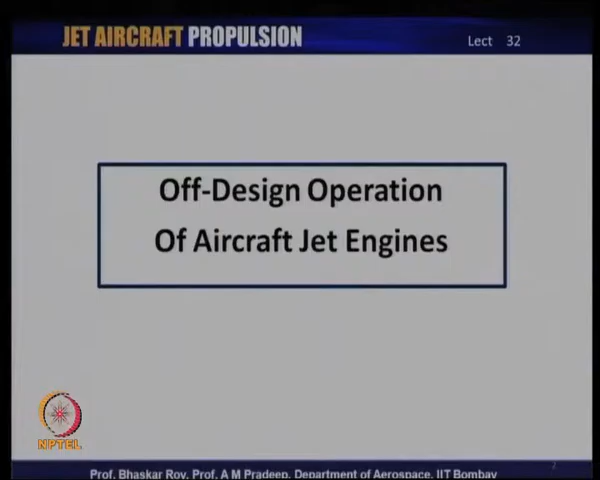 JET AIRCRAFT PROPULSION
Lect 32
Off-Design Operation
Of Aircraft Jet Engines
NPTEL
Prof. Bhaskar Roy, Prof. A M Pradeep, Department of Aerospace, IIT Bombay